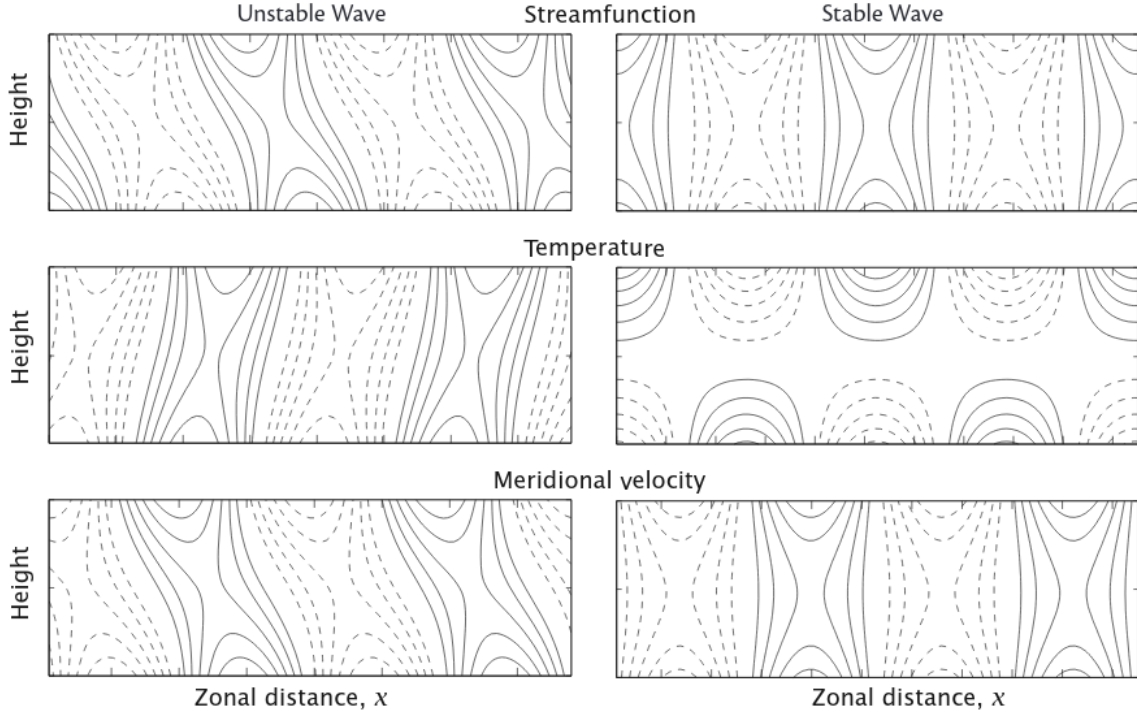 Unstable Wave
Streamfunction
Stable Wave
Height
Temperature
Height
Meridional velocity
Height
Zonal distance, x
Zonal distance, x